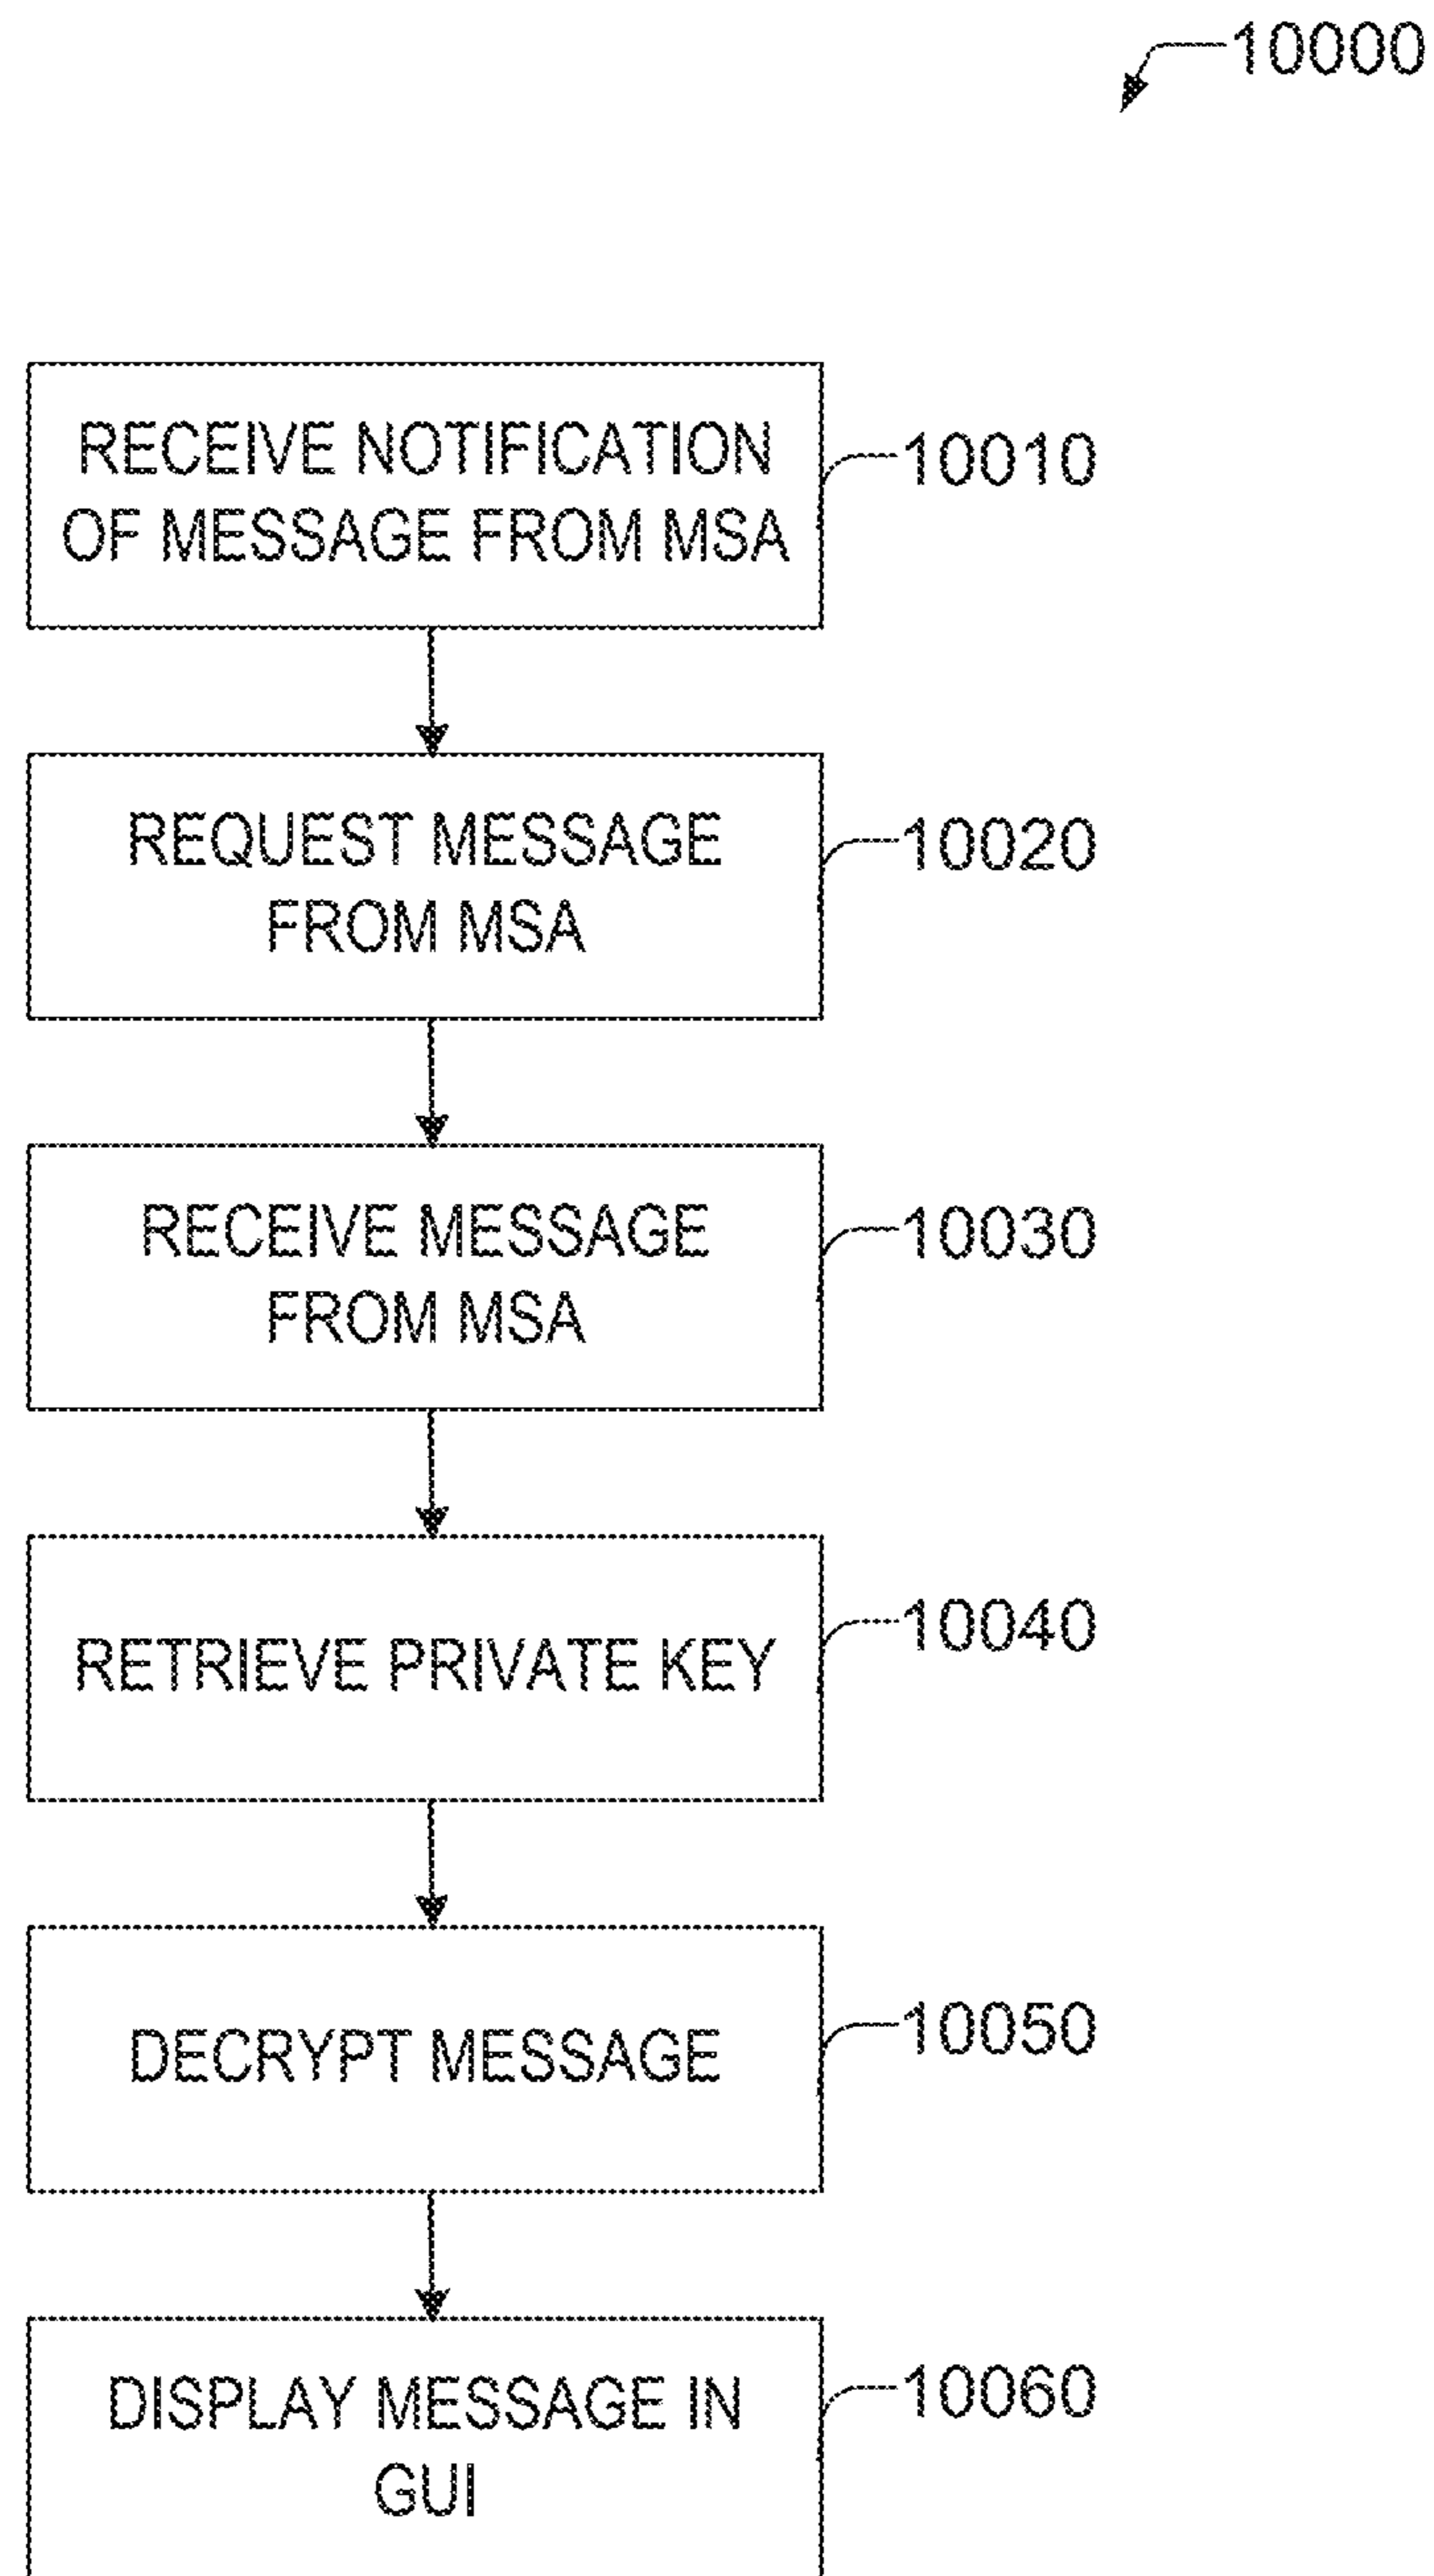 10000
RECEIVE NOTIFICATION
OF MESSAGE FROM MSA
10010
REQUEST MESSAGE
FROM MSA
10020
RECEIVE MESSAGE
FROM MSA
10030
RETRIEVE PRIVATE KEY
10040
DECRYPT MESSAGE
10050
DISPLAY MESSAGE IN
GUI
10060